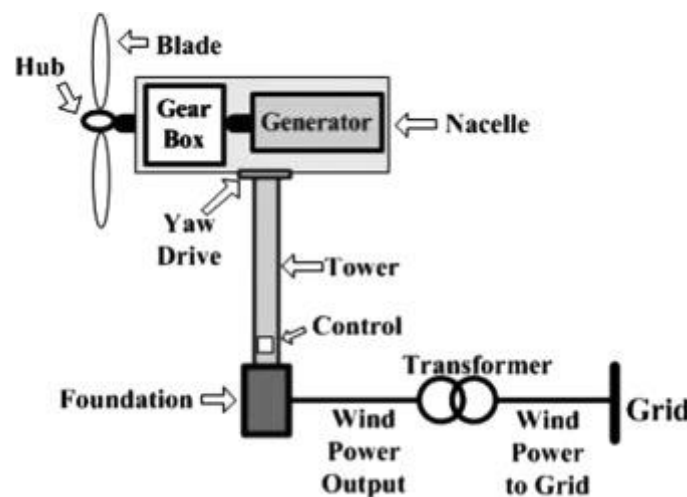 Blade
Hub
Gear
Box
Generator
Nacelle
Yaw
Drive
Tower
Control
Transformer
Foundation
Grid
Wind
Power
Output
Wind
Power
to Grid